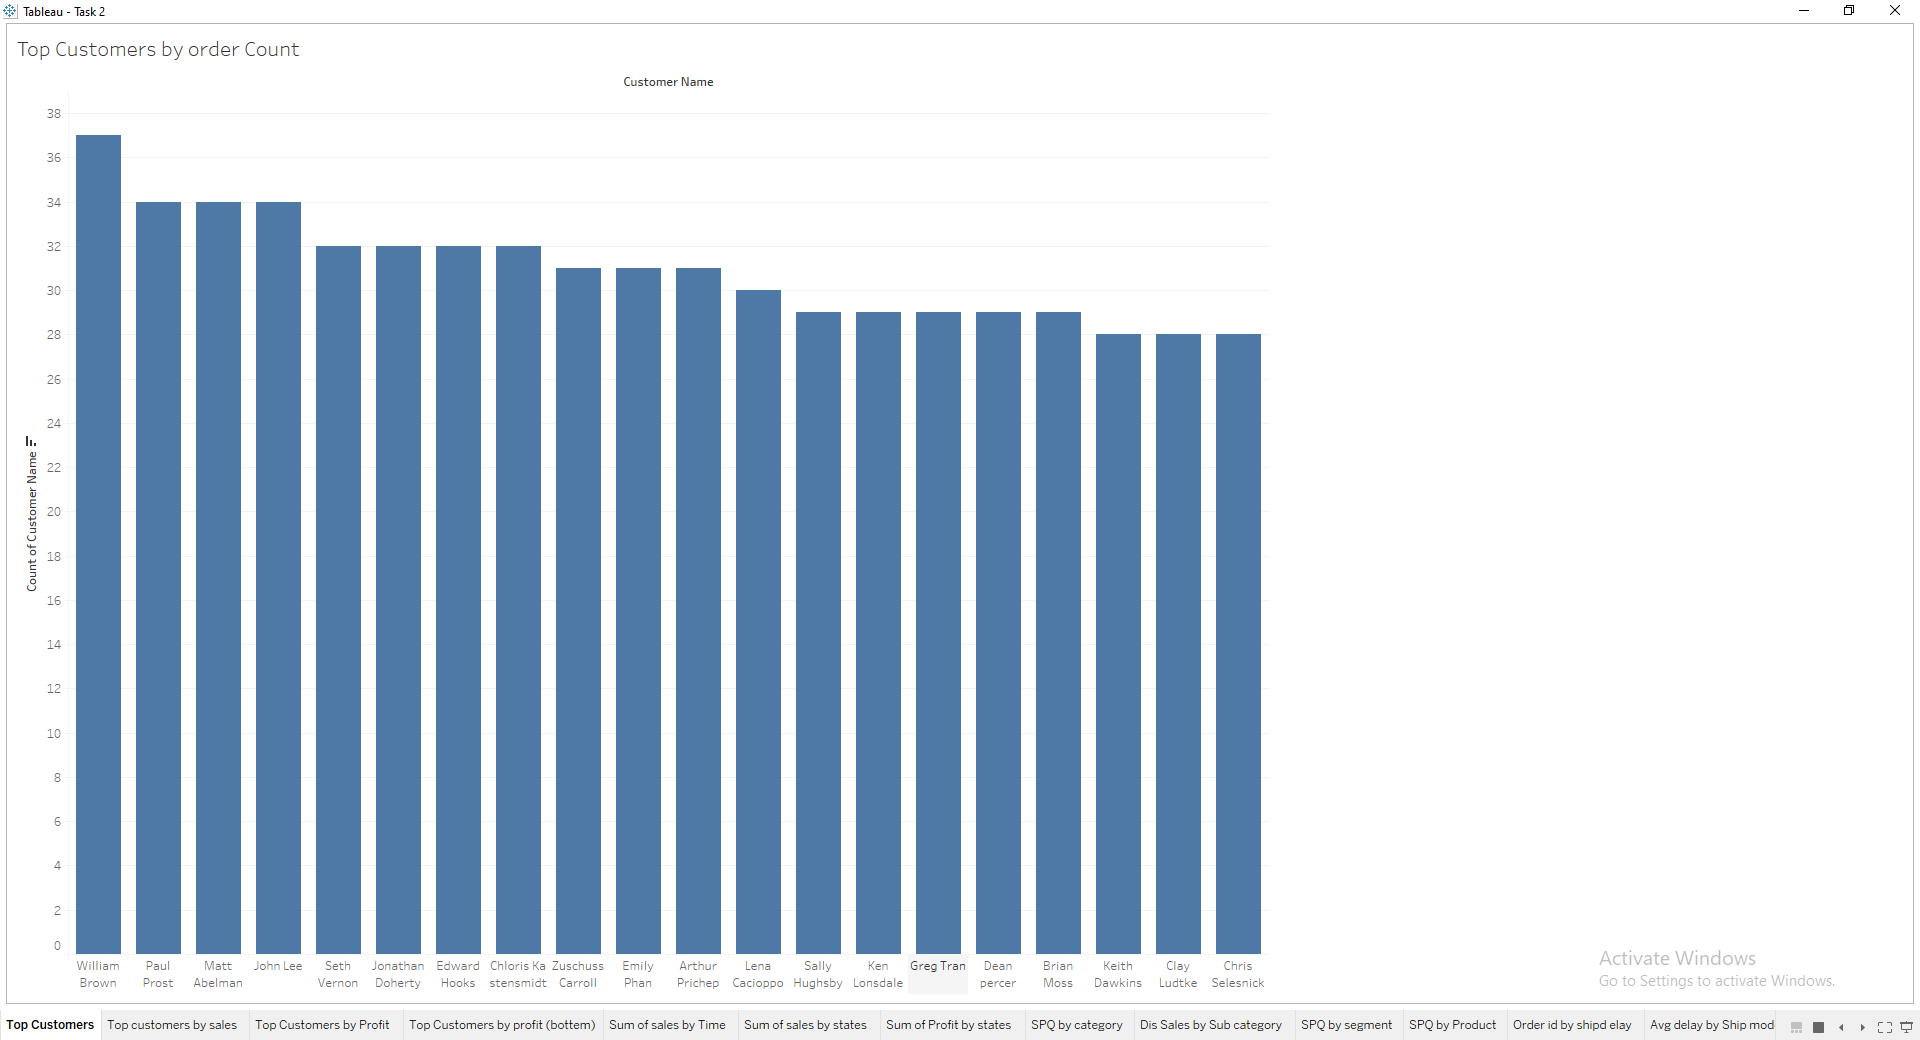 Tableau - Task 2
Top Customers by order Count
Customer Name
38
36
34
32
30
28
26
24
22
20
18
16
14
12
10
8
6
4
2
0
Count of Customer Name
William Brown
Paul Prost
Matt Abelman
John Lee
Seth Vernon
Jonathan Doherty
Edward Hooks
Chloris Ka stensmidt
Zuschuss Carroll
Emily Phan
Arthur Prichep
Lena Cacioppo
Sally Hughsby
Ken Lonsdale
Greg Tran
Dean percer
Brian Moss
Keith Dawkins
Clay Ludtke
Chris Selesnick
Activate Windows
Go to Settings to activate Windows.
Top Customers
Top customers by sales
Top Customers by Profit
Top Customers by profit (bottem)
Sum of sales by Time
Sum of sales by states
Sum of Profit by states
SPQ by category
Dis Sales by Sub category
SPQ by segment
SPQ by Product
Order id by shipd elay
Avg delay by Ship mod